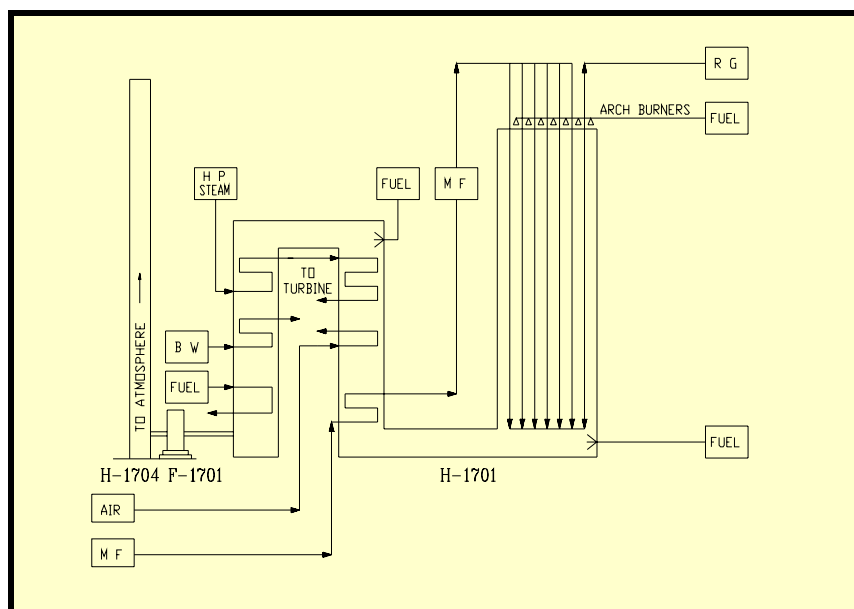 R G
ARCH BURNERS
FUEL
H P
STEAM
FUEL
M F
TO
TURBINE
B W
FUEL
TO ATMOSPHERE
FUEL
H-1704 F-1701
H-1701
AIR
M F